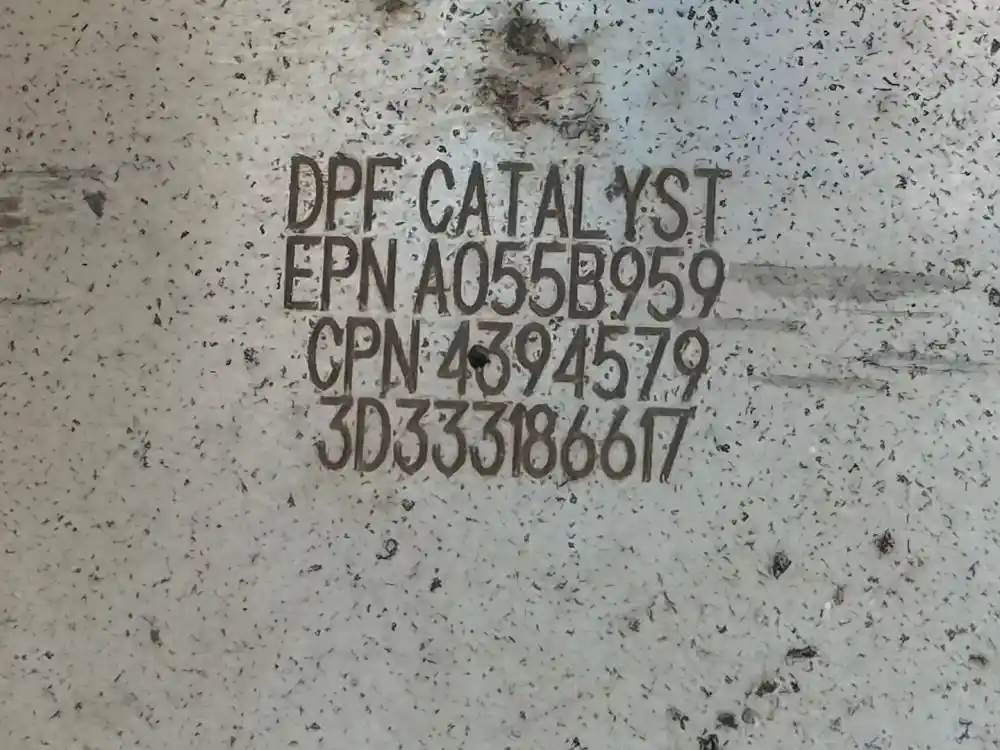 DPF CATALYST
EPN A055B959
CPN 4394579
3D333186617